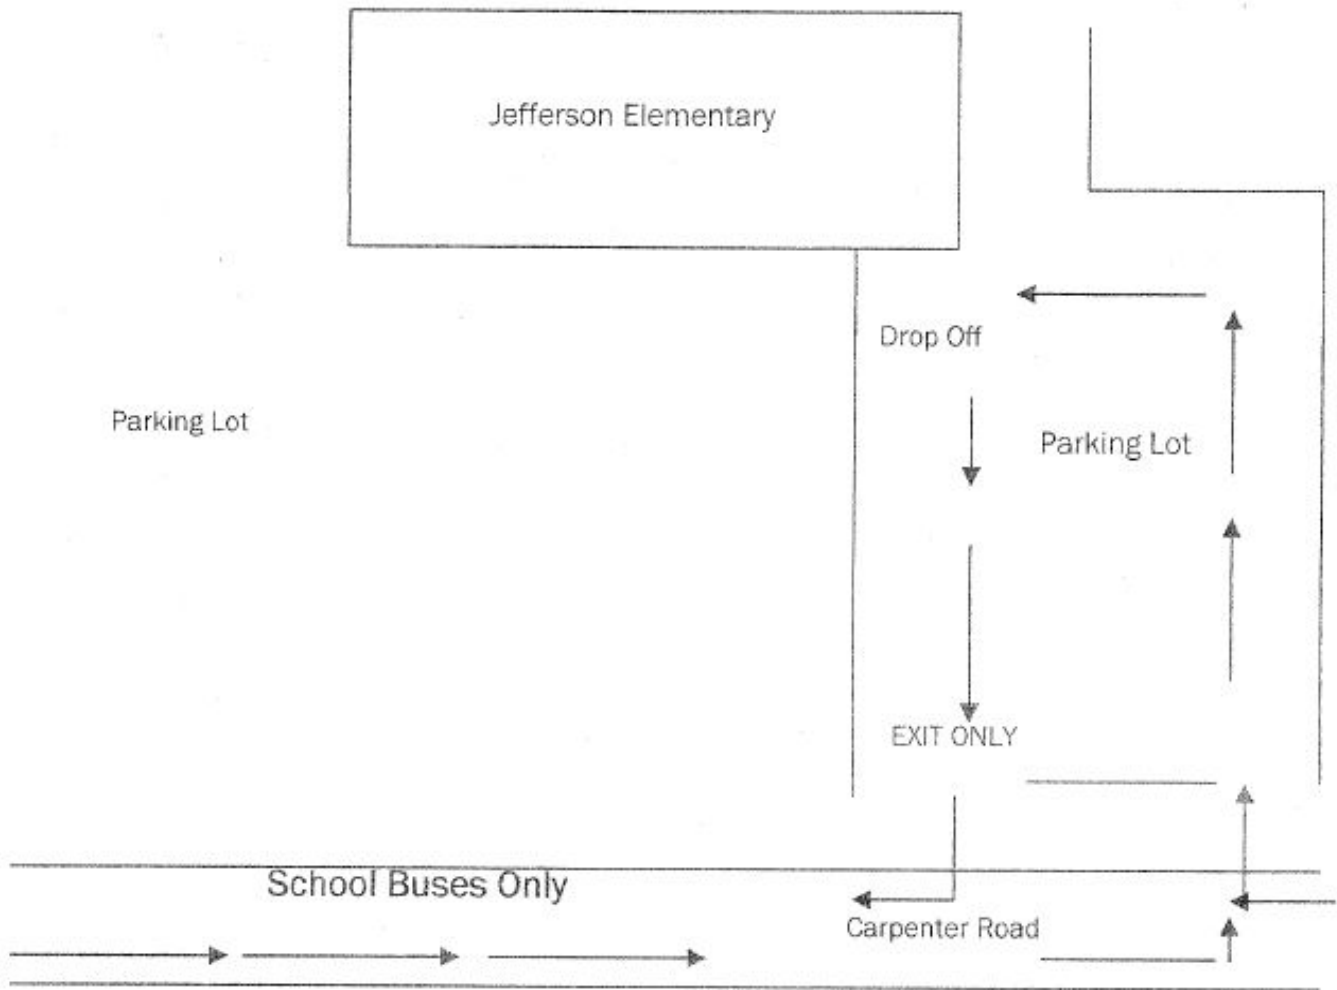 Jefferson Elementary
Drop Off
Parking Lot
Parking Lot
EXIT ONLY
School Buses Only
Carpenter Road